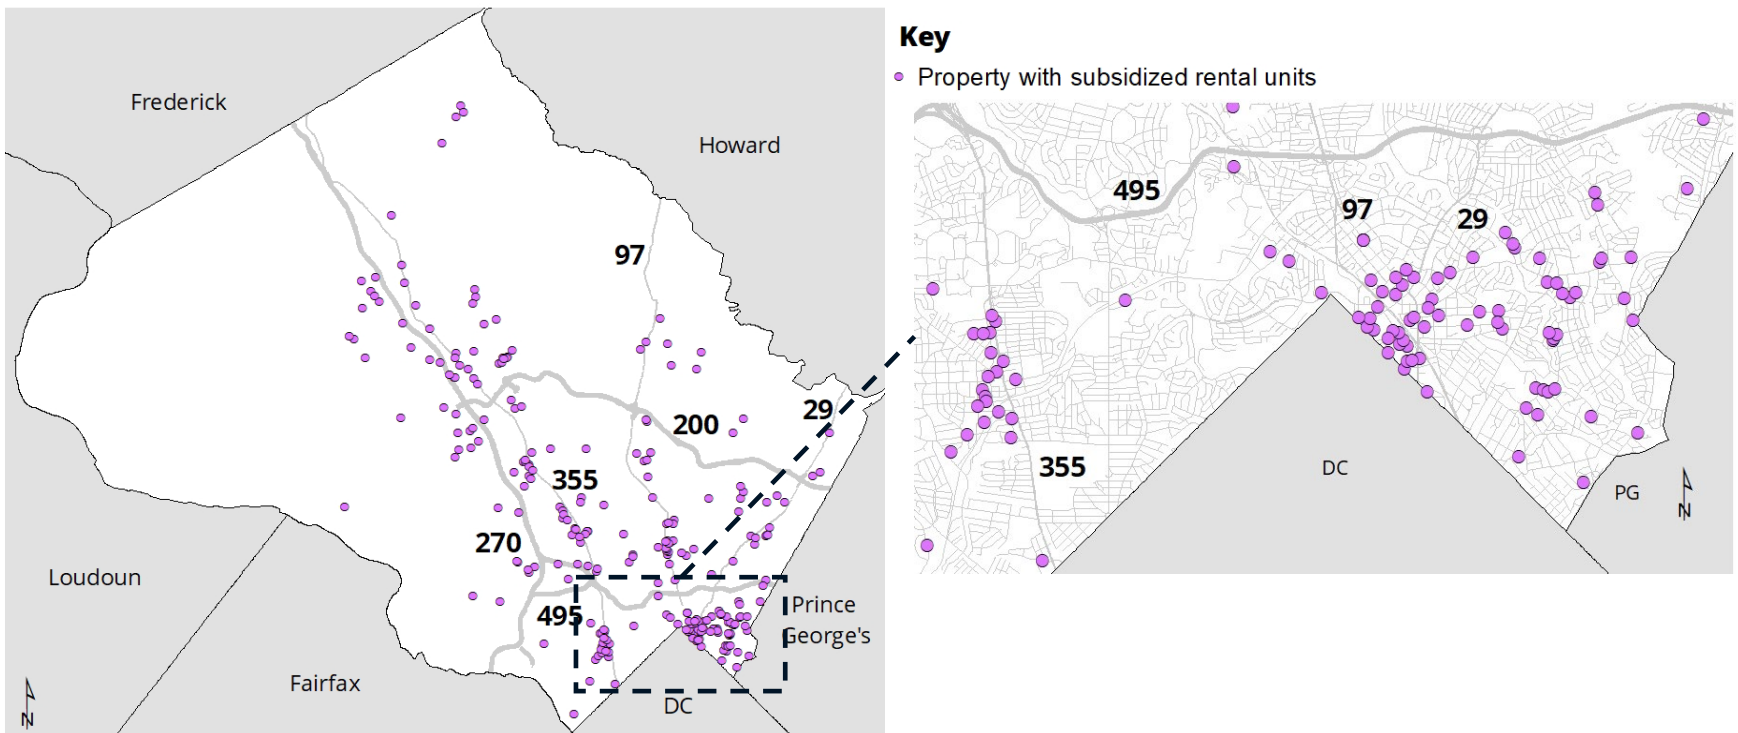 Frederick
Howard
97
29
200
355
270
495
Loudoun
Prince
George's
Fairfax
DC
N
Key
Property with subsidized rental units
495
97
29
355
DC
PG
N